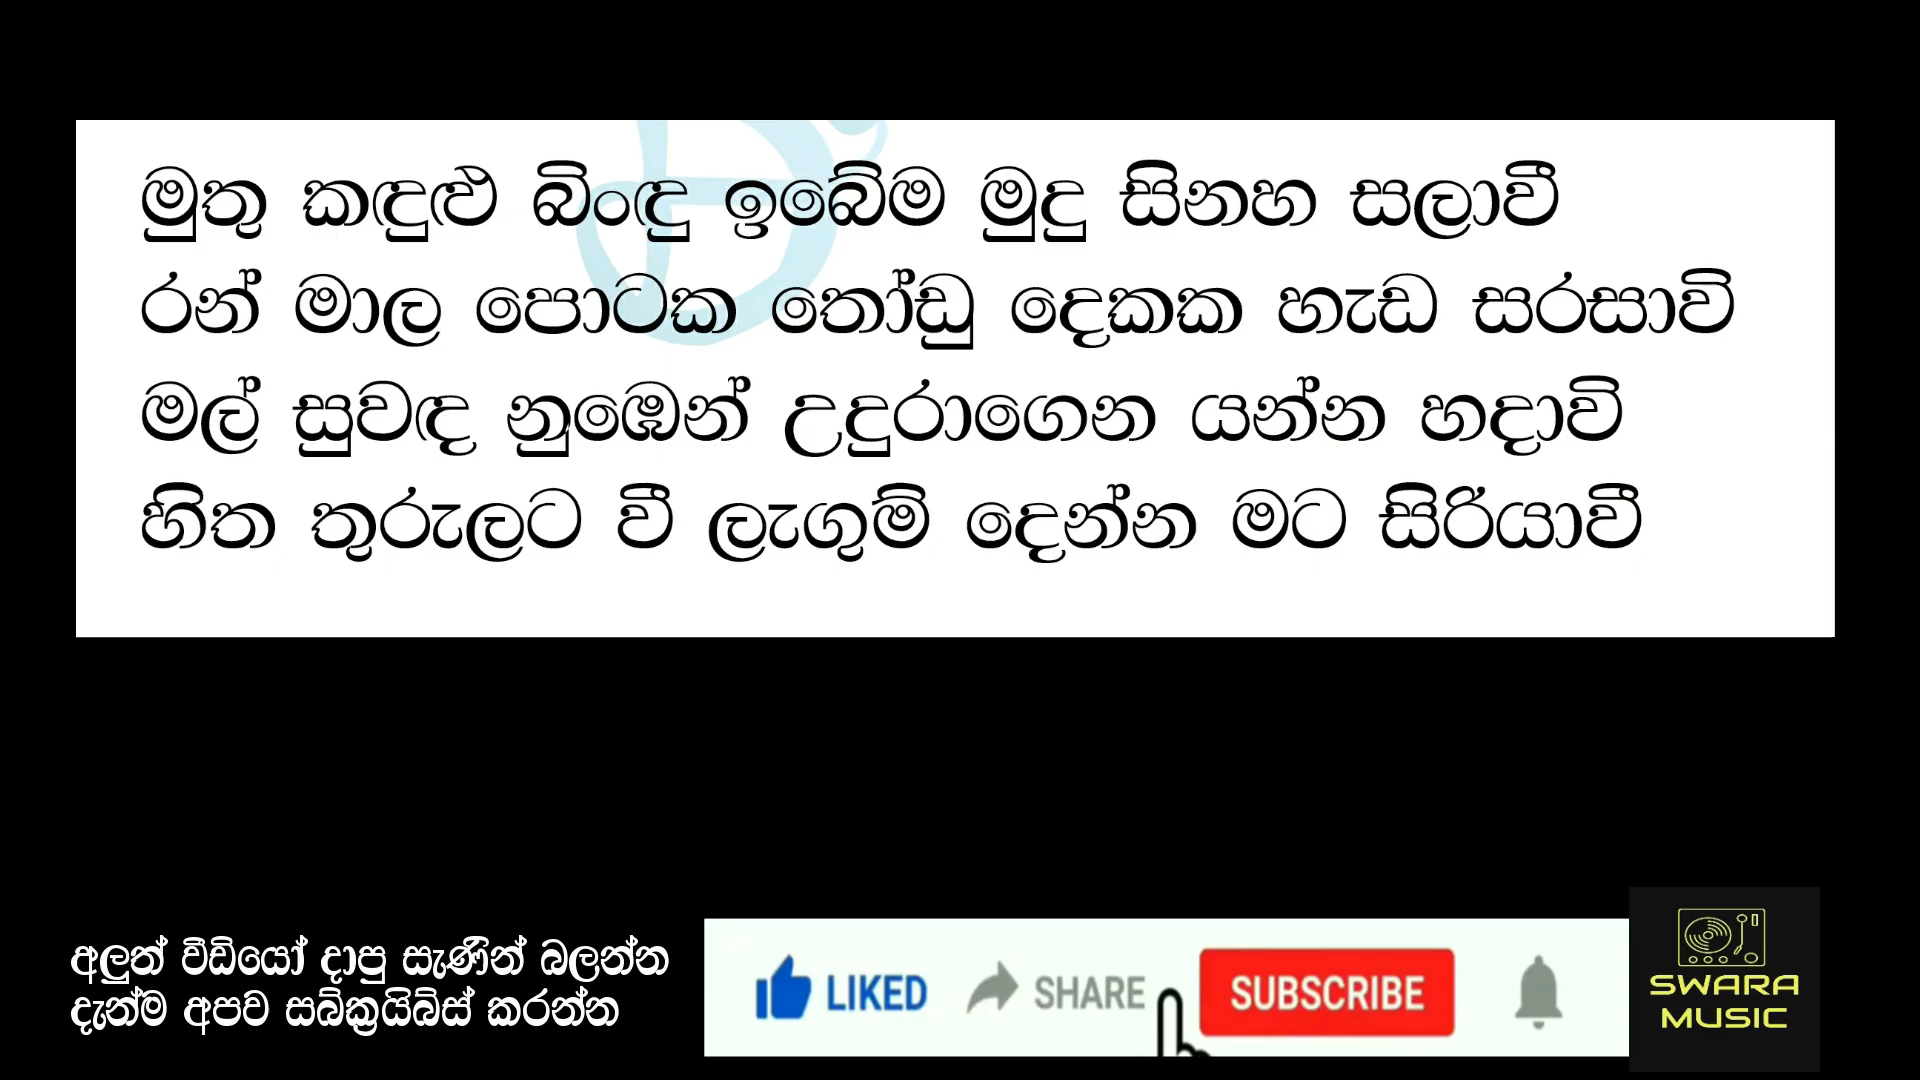 මුතු කඳුළු බිංඳු ඉබේම මුදු සිනහ සලාවී
රන් මාල පොටක තෝඩු දෙකක හැඩ සරසාවි
මල් සුවඳ නුඹෙන් උදුරාගෙන යන්න හදාවි
හිත තුරුලට වී ලැගුම් දෙන්න මට සිරියාවී
අලුත් වීඩියෝ දාපු සැණින් බලන්න
දැන්ම අපව සබ්ක්‍රයිබ්ස් කරන්න
LIKED SHARE SUBSCRIBE
SWARA
MUSIC